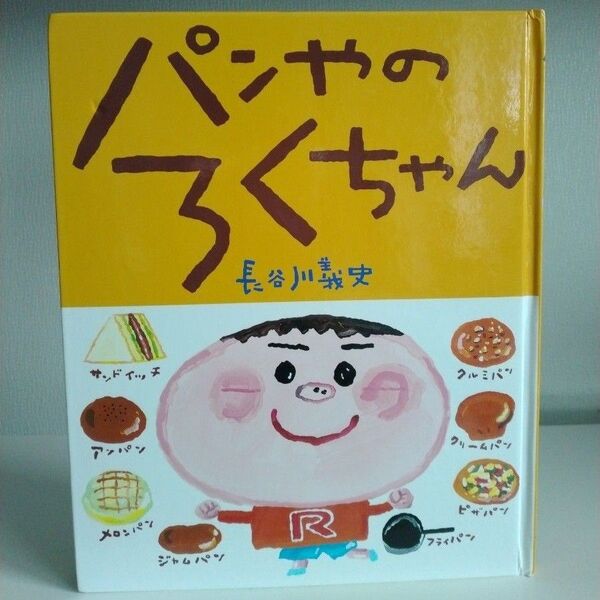 パンやの
ろくちゃん
長谷川義史
サンドイッチ
クルミパン
アンパン
クリームパン
メロンパン
ピザパン
ジャムパン
フライパン
R